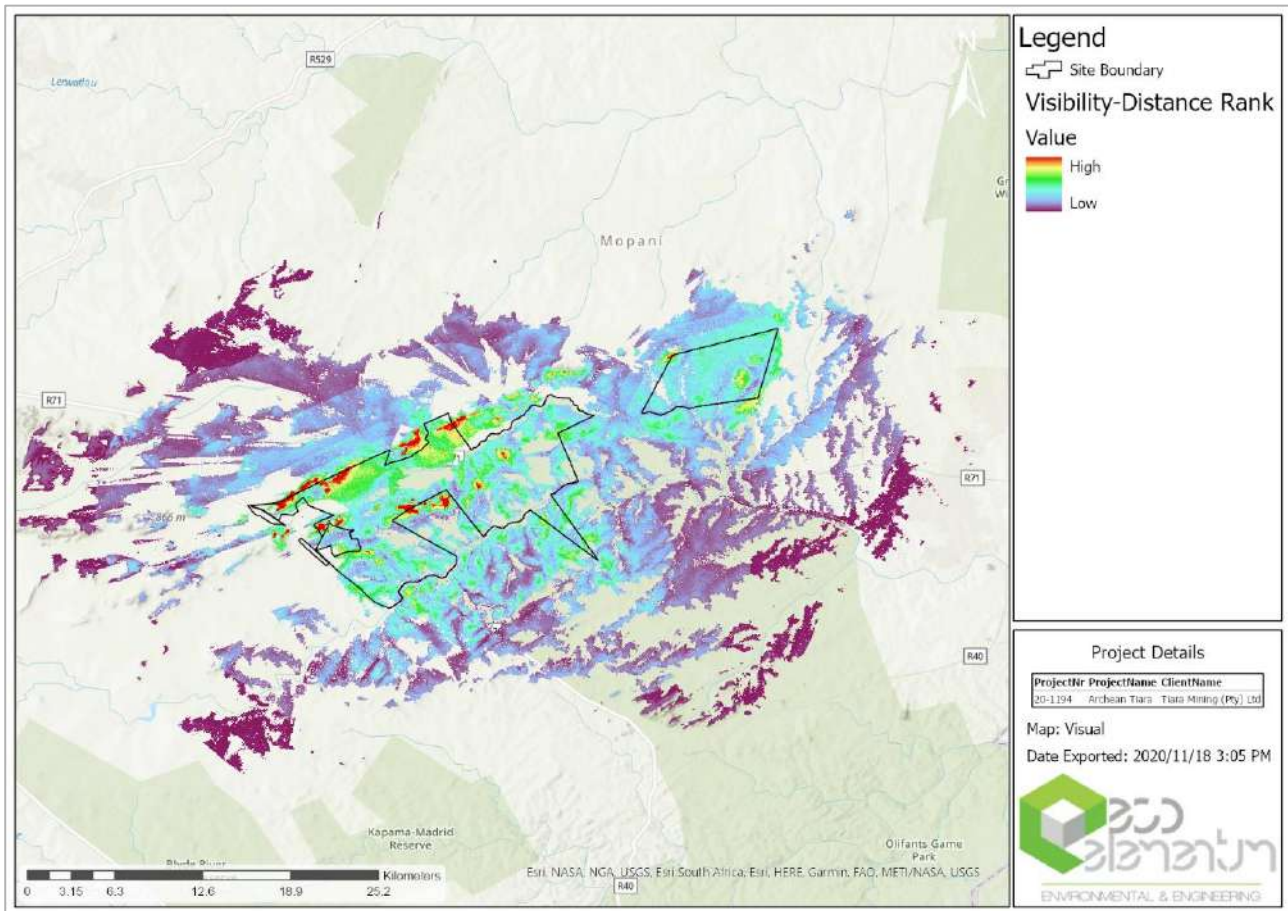 R529
Mopani
R71
866 m
R71
R40
Kapama-Madrid
Reserve
Olifants Game
Park
R40
Kilometers
0 3.15 6.3 12.6 18.9 25.2
Esri, NASA, NGA, USGS, Esri South Africa, Esri, HERE, Garmin, FAO, METI/NASA, USGS
N
Legend
Site Boundary
Visibility-Distance Rank
Value
High
Low
Project Details
ProjectNr ProjectName ClientName
20-1194 Archean Tiara Tiara Mining (Pty) Ltd
Map: Visual
Date Exported: 2020/11/18 3:05 PM
eco
elementum
ENVIRONMENTAL & ENGINEERING